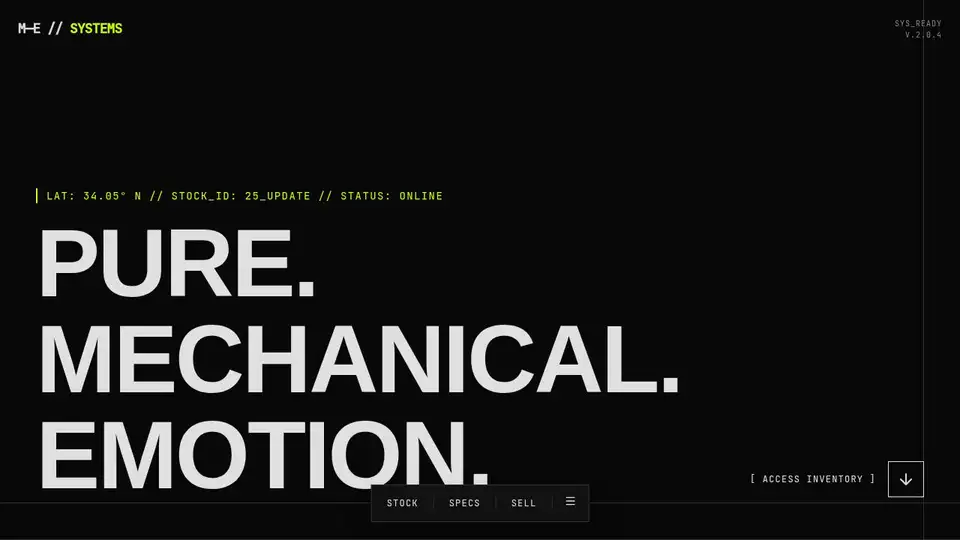 M—E // SYSTEMS
SYS_READY
V.2.0.4
LAT: 34.05° N // STOCK_ID: 25_UPDATE // STATUS: ONLINE
PURE.
MECHANICAL.
EMOTION.
[ ACCESS INVENTORY ]
STOCK
SPECS
SELL